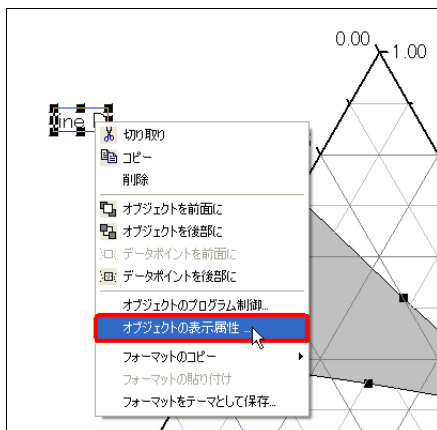 0.00
1.00
line D
切り取り
コピー
削除
オブジェクトを前面に
オブジェクトを後部に
データポイントを前面に
データポイントを後部に
オブジェクトのプログラム制御...
オブジェクトの表示属性 ...
フォーマットのコピー
フォーマットの貼り付け
フォーマットをテーマとして保存...